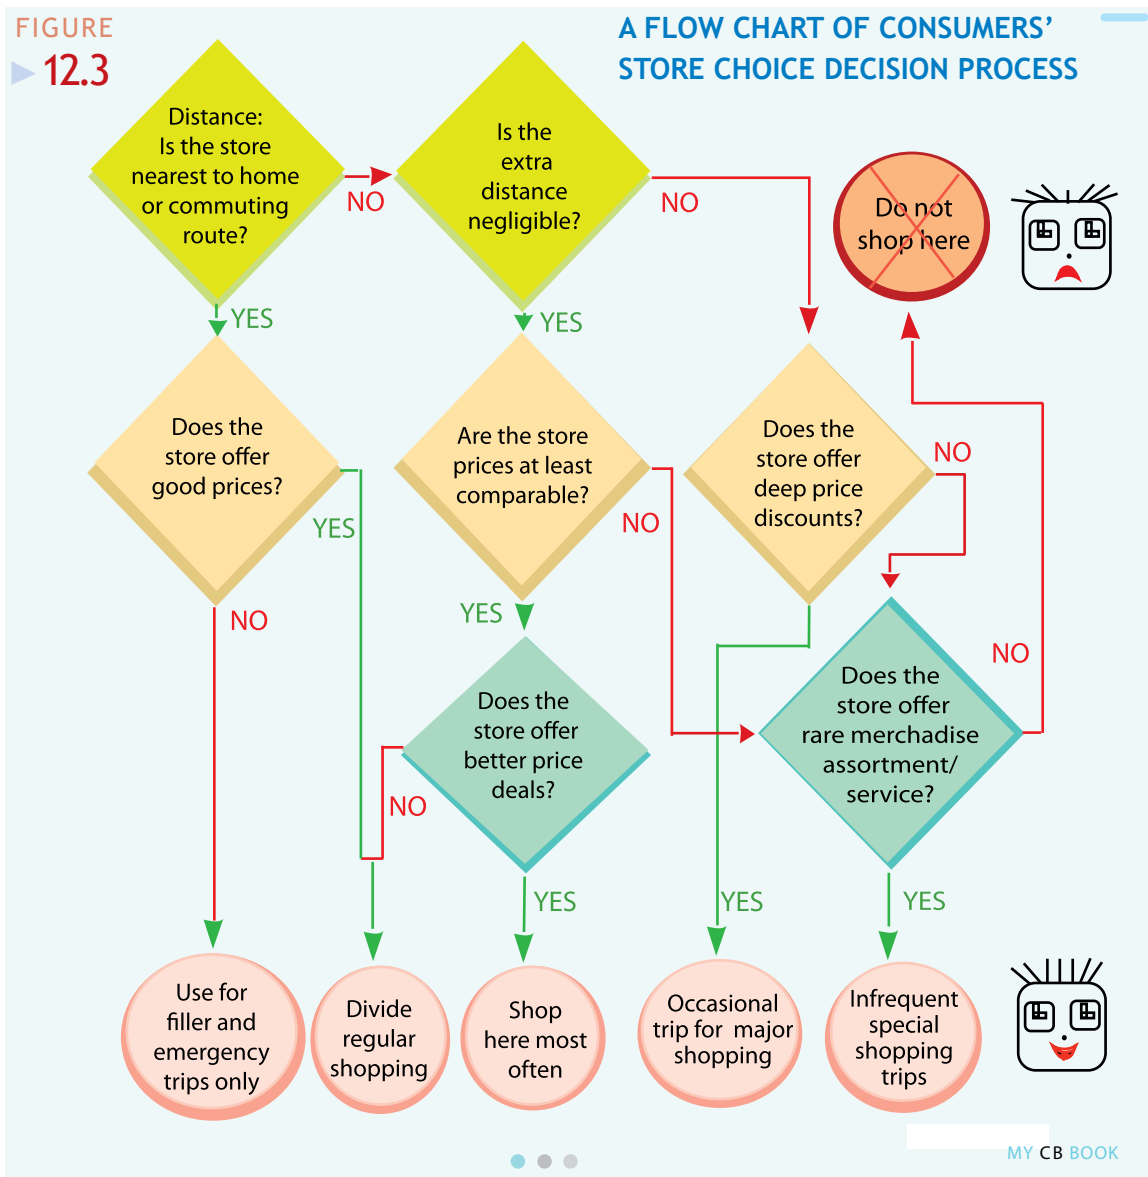 FIGURE
12.3
A FLOW CHART OF CONSUMERS’
STORE CHOICE DECISION PROCESS
Distance:
Is the store
nearest to home
or commuting
route?
NO
YES
Is the
extra
distance
negligible?
NO
YES
Do not
shop here
Does the
store offer
good prices?
YES
NO
Are the store
prices at least
comparable?
NO
YES
Does the
store offer
deep price
discounts?
NO
Does the
store offer
better price
deals?
NO
YES
Does the
store offer
rare merchadise
assortment/
service?
NO
YES
YES
Use for
filler and
emergency
trips only
Divide
regular
shopping
Shop
here most
often
Occasional
trip for major
shopping
Infrequent
special
shopping
trips
MY CB BOOK